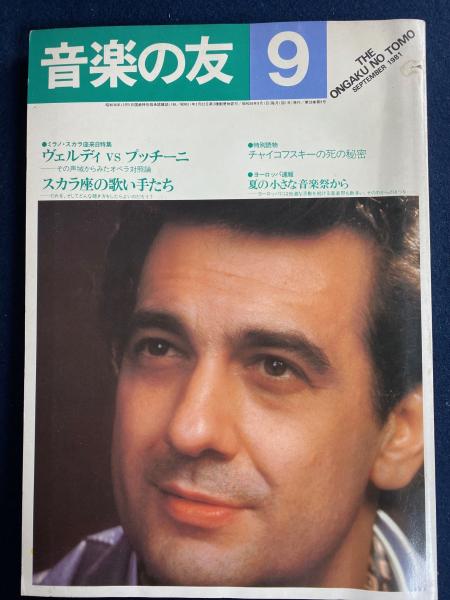 音楽の友
9
THE
ONGAKU NO TOMO
SEPTEMBER 1981
●ミラノ・スカラ座来日特集
ヴェルディ vs プッチーニ
──その声域からみたオペラ対照論
スカラ座の歌い手たち
●特別読物
チャイコフスキーの死の秘密
●ヨーロッパ速報
夏の小さな音楽祭から